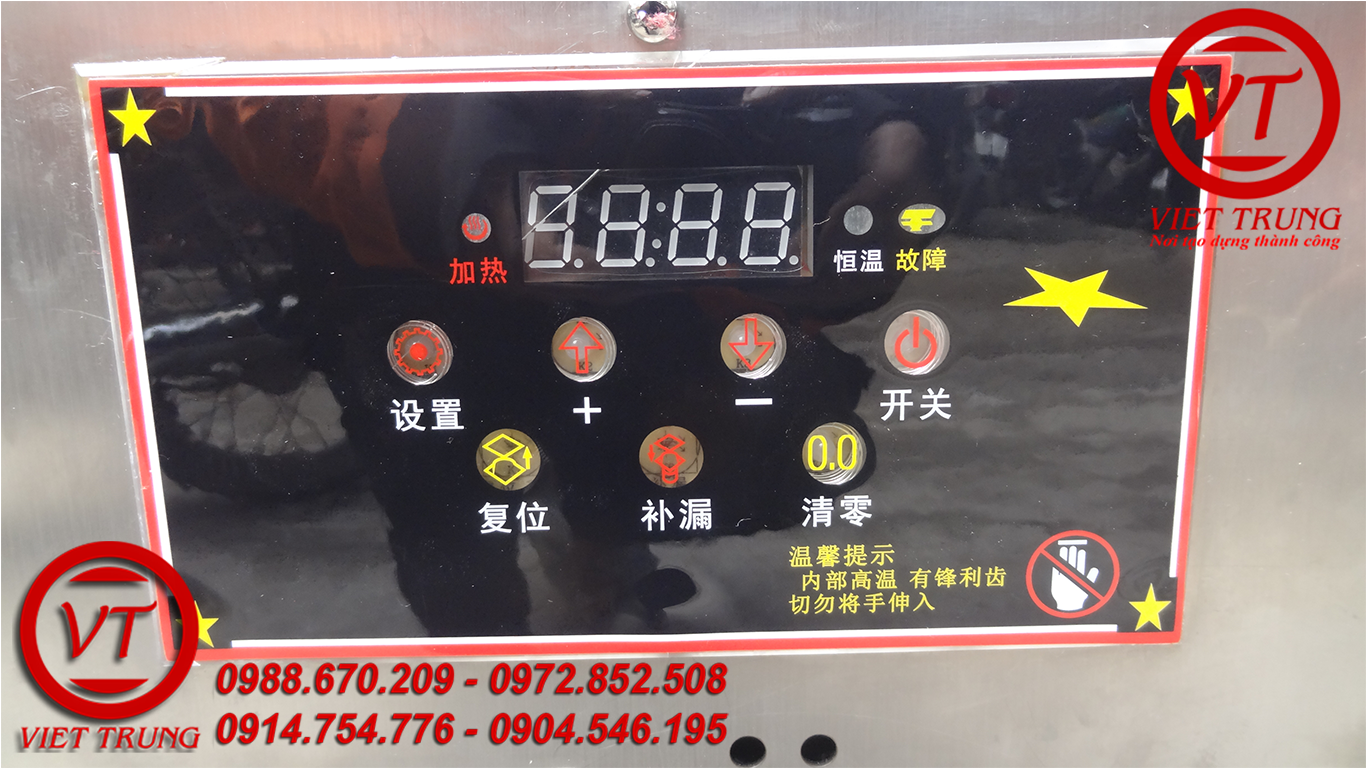 VT
VIET TRUNG
Nơi tạo dựng thành công
8.8:8.8.
加热
恒温 故障
设置
+
−
开关
0.0
复位
补漏
清零
温馨提示
内部高温 有锋利齿
切勿将手伸入
VT
VIET TRUNG
0988.670.209 - 0972.852.508
0914.754.776 - 0904.546.195